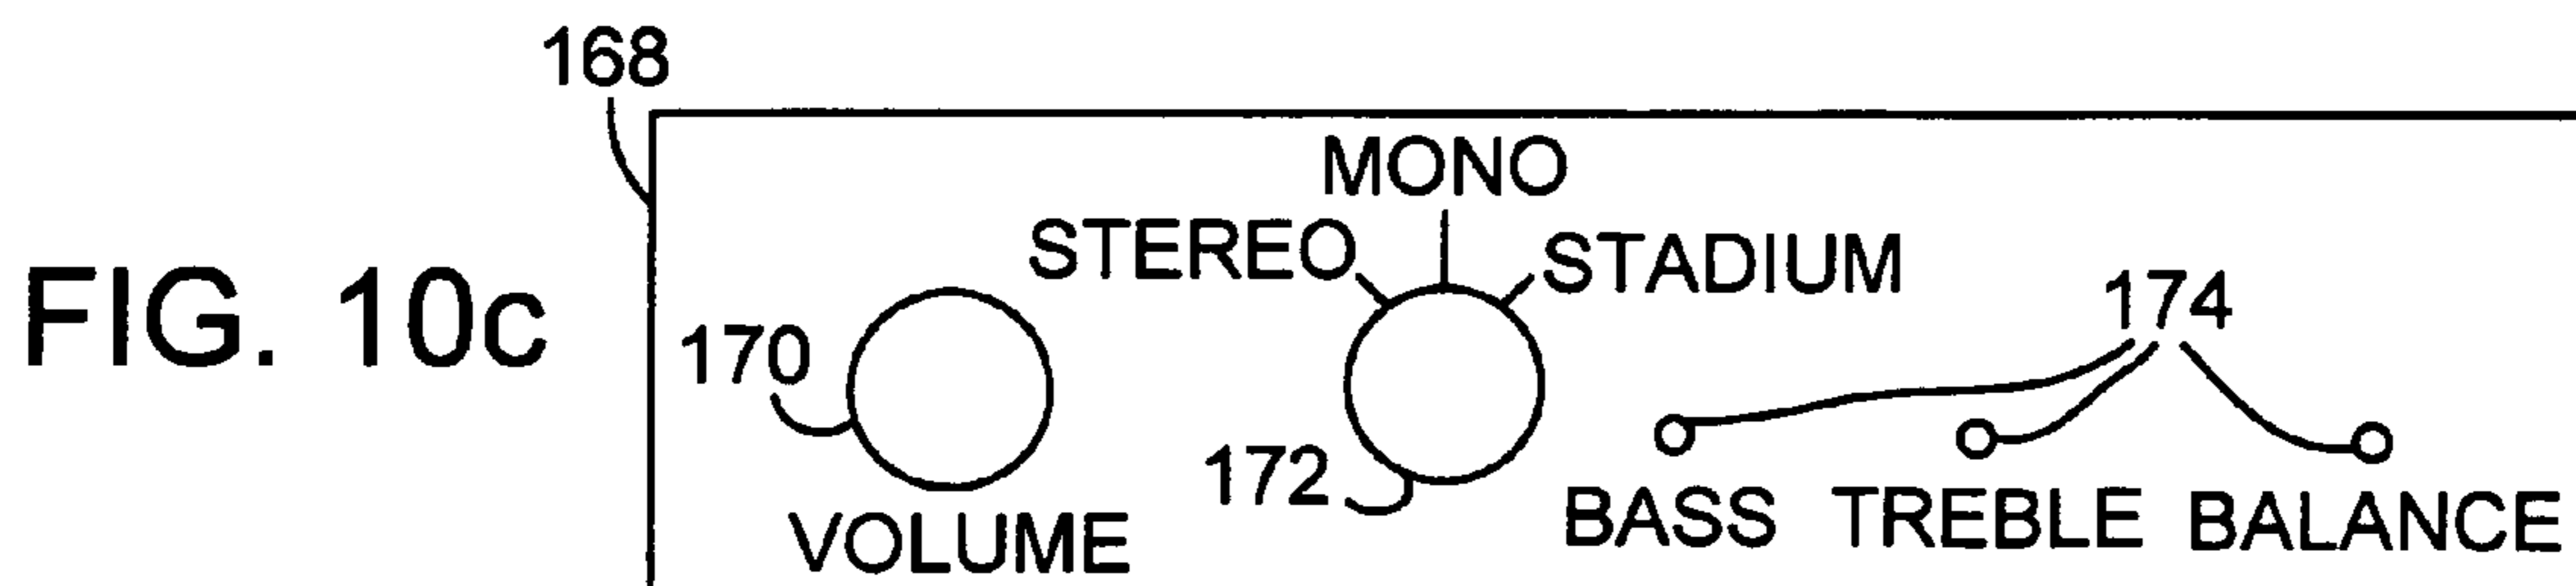 168
MONO
STEREO
STADIUM
FIG. 10c
170
174
172
VOLUME
BASS TREBLE BALANCE